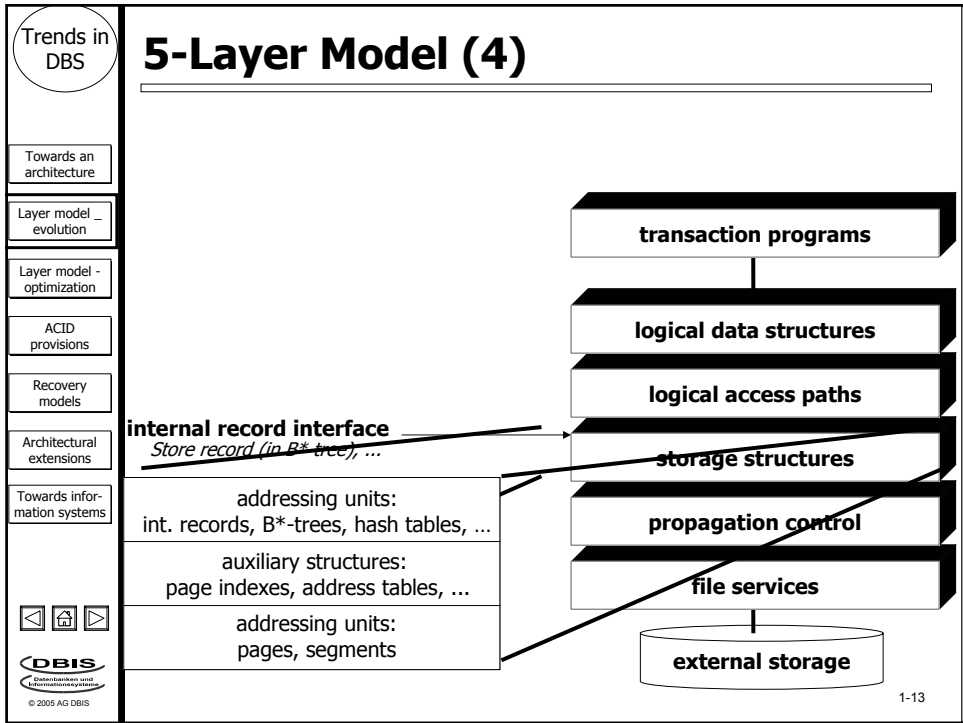 Trends in
DBS
5-Layer Model (4)
Towards an
architecture
Layer model _
evolution
Layer model -
optimization
ACID
provisions
Recovery
models
Architectural
extensions
Towards infor-
mation systems
transaction programs
logical data structures
logical access paths
internal record interface
Store record (in B*-tree), ...
storage structures
addressing units:
int. records, B*-trees, hash tables, …
propagation control
auxiliary structures:
page indexes, address tables, ...
file services
addressing units:
pages, segments
external storage
DBIS
Datenbanken und
Informationssysteme
© 2005 AG DBIS
1-13